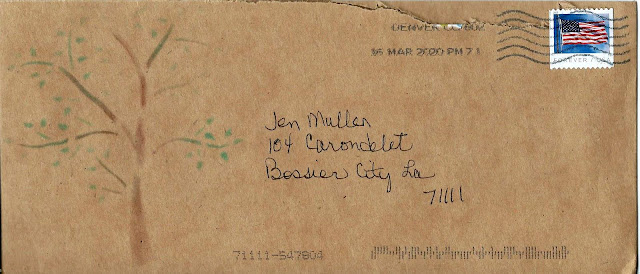 DENVER CO 802
16 MAR 2020 PM 7 L
FOREVER / USA
Jen Muller
104 Carondelet
Bossier City La
71111
71111-547804